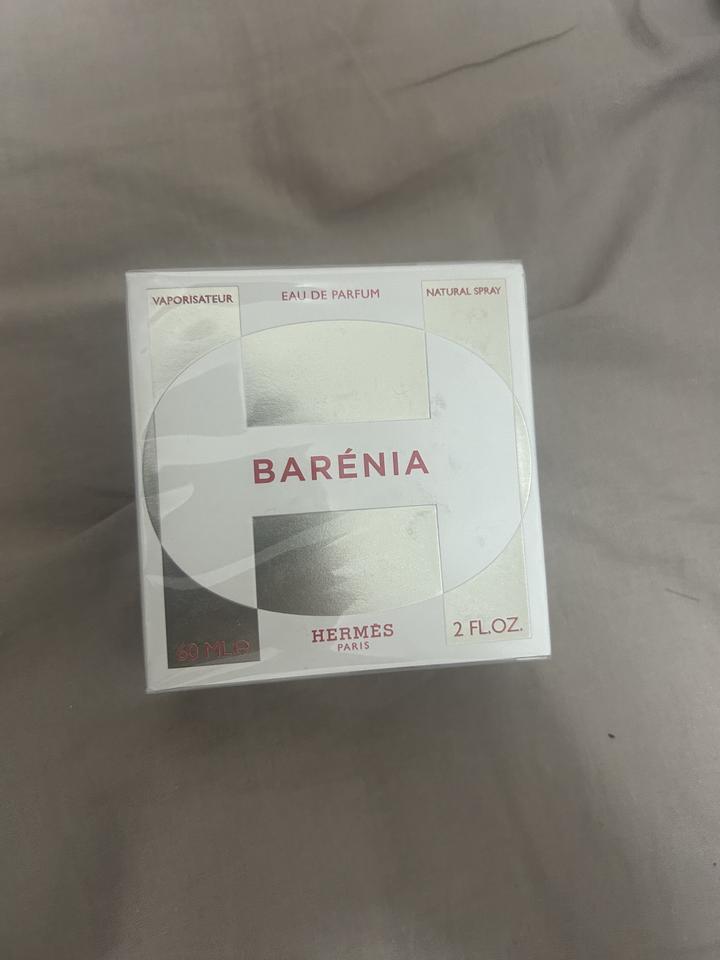 VAPORISATEUR
EAU DE PARFUM
NATURAL SPRAY
BARÉNIA
60 ML℮
HERMÈS
PARIS
2 FL.OZ.